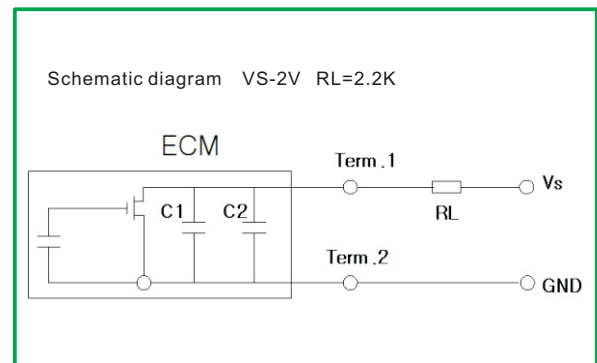 Schematic diagram VS-2V RL=2.2K
ECM
Term.1
Vs
C1 C2
RL
Term.2
GND